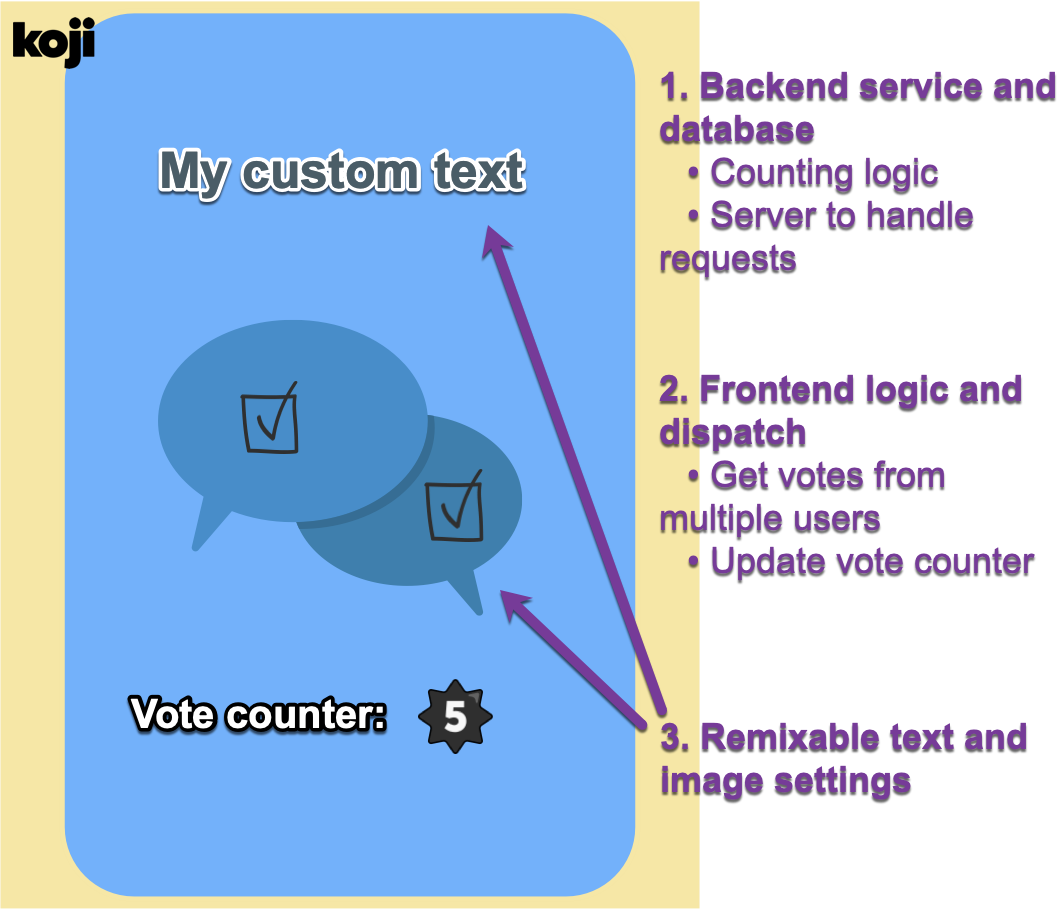 koji
My custom text
Vote counter:
5
1. Backend service and
database
• Counting logic
• Server to handle
requests
2. Frontend logic and
dispatch
• Get votes from
multiple users
• Update vote counter
3. Remixable text and
image settings